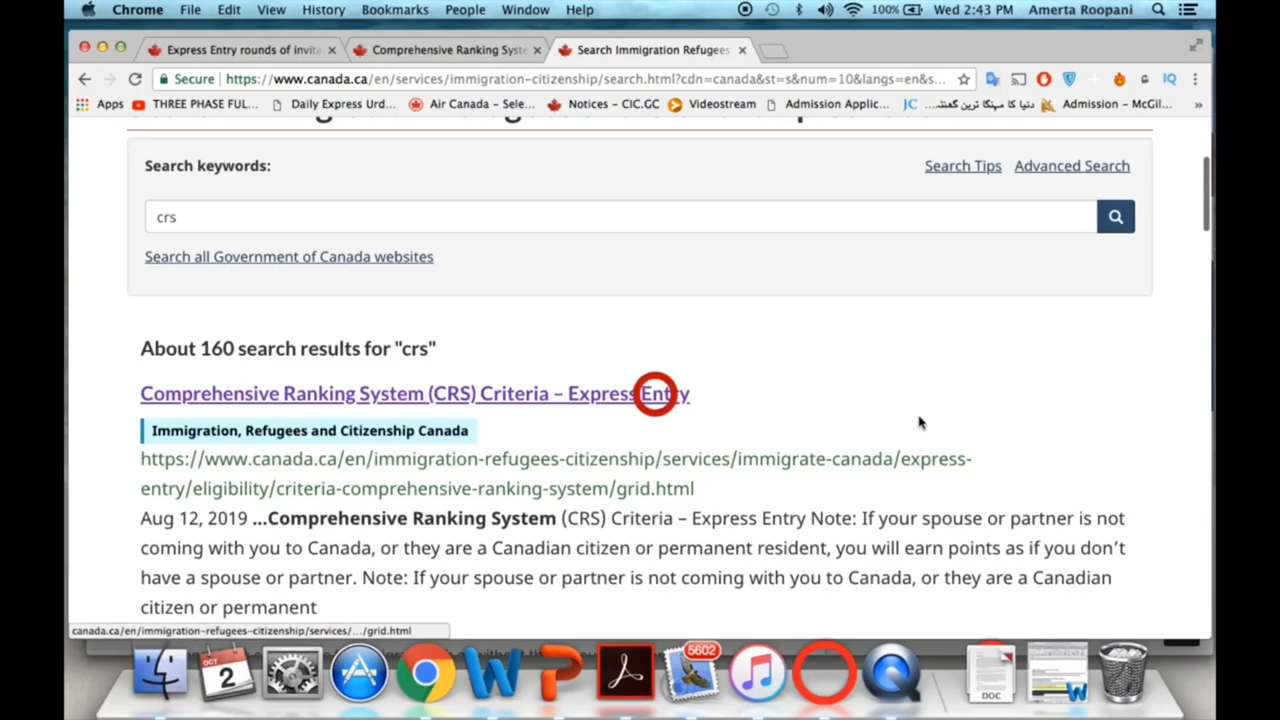 Chrome File Edit View History Bookmarks People Window Help 100% Wed 2:43 PM Amerta Roopani
Express Entry rounds of invita Comprehensive Ranking Syste Search Immigration Refugees
Secure https://www.canada.ca/en/services/immigration-citizenship/search.html?cdn=canada&st=s&num=10&langs=en&s... IQ
Apps THREE PHASE FUL... Daily Express Urd... Air Canada – Sele... Notices – CIC.GC Videostream Admission Applic... JC دنیا کا مہنگا ترین گھنٹہ... Admission – McGil... »
Search keywords: Search Tips Advanced Search
crs
Search all Government of Canada websites
About 160 search results for "crs"
Comprehensive Ranking System (CRS) Criteria – Express Entry
Immigration, Refugees and Citizenship Canada
https://www.canada.ca/en/immigration-refugees-citizenship/services/immigrate-canada/express-
entry/eligibility/criteria-comprehensive-ranking-system/grid.html
Aug 12, 2019 ...Comprehensive Ranking System (CRS) Criteria – Express Entry Note: If your spouse or partner is not
coming with you to Canada, or they are a Canadian citizen or permanent resident, you will earn points as if you don't
have a spouse or partner. Note: If your spouse or partner is not coming with you to Canada, or they are a Canadian
citizen or permanent
canada.ca/en/immigration-refugees-citizenship/services/.../grid.html
OCT
2
5602
DOC